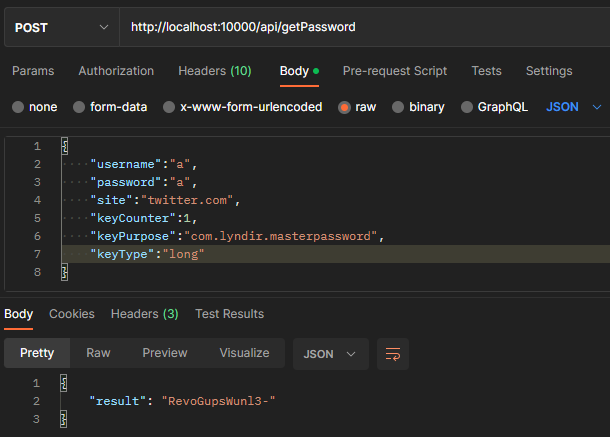 POST http://localhost:10000/api/getPassword
Params Authorization Headers (10) Body Pre-request Script Tests Settings
none form-data x-www-form-urlencoded raw binary GraphQL JSON
1 {
2 "username":"a",
3 "password":"a",
4 "site":"twitter.com",
5 "keyCounter":1,
6 "keyPurpose":"com.lyndir.masterpassword",
7 "keyType":"long"
8 }
Body Cookies Headers (3) Test Results
Pretty Raw Preview Visualize JSON
1 {
2 "result": "RevoGupsWunl3-"
3 }